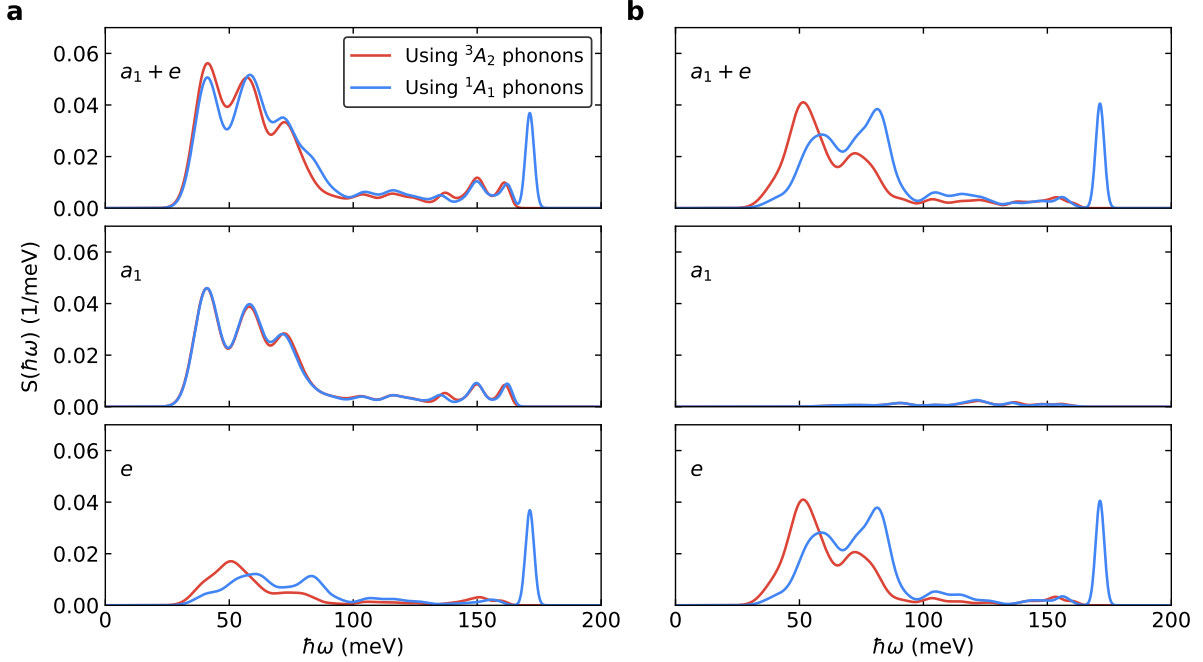 a
b
0.06
0.04
0.02
0.00
a₁ + e
Using ³A₂ phonons
Using ¹A₁ phonons
a₁ + e
S(ħω) (1/meV)
0.06
0.04
0.02
0.00
a₁
a₁
0.06
0.04
0.02
0.00
e
e
0 50 100 150 200
0 50 100 150 200
ħω (meV)
ħω (meV)